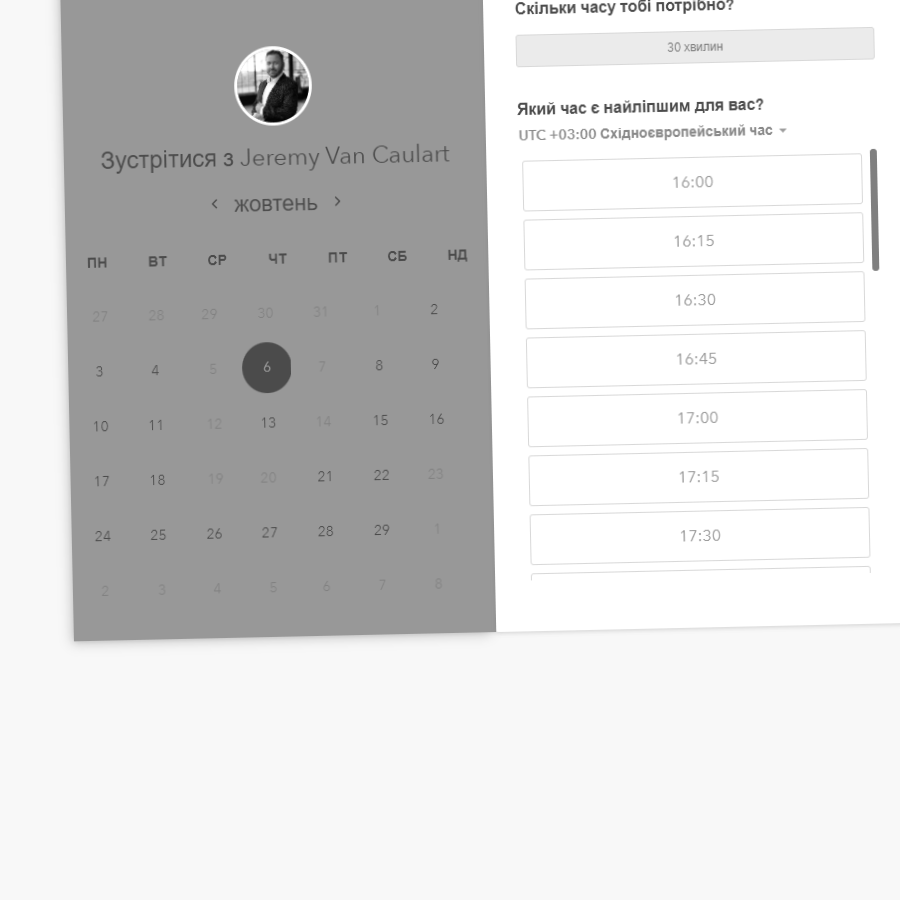 Зустрітися з Jeremy Van Caulart
жовтень
ПН ВТ СР ЧТ ПТ СБ НД
27 28 29 30 31 1 2
3 4 5 6 7 8 9
10 11 12 13 14 15 16
17 18 19 20 21 22 23
24 25 26 27 28 29 1
2 3 4 5 6 7 8
Скільки часу тобі потрібно?
30 хвилин
Який час є найліпшим для вас?
UTC +03:00 Східноєвропейський час
16:00
16:15
16:30
16:45
17:00
17:15
17:30